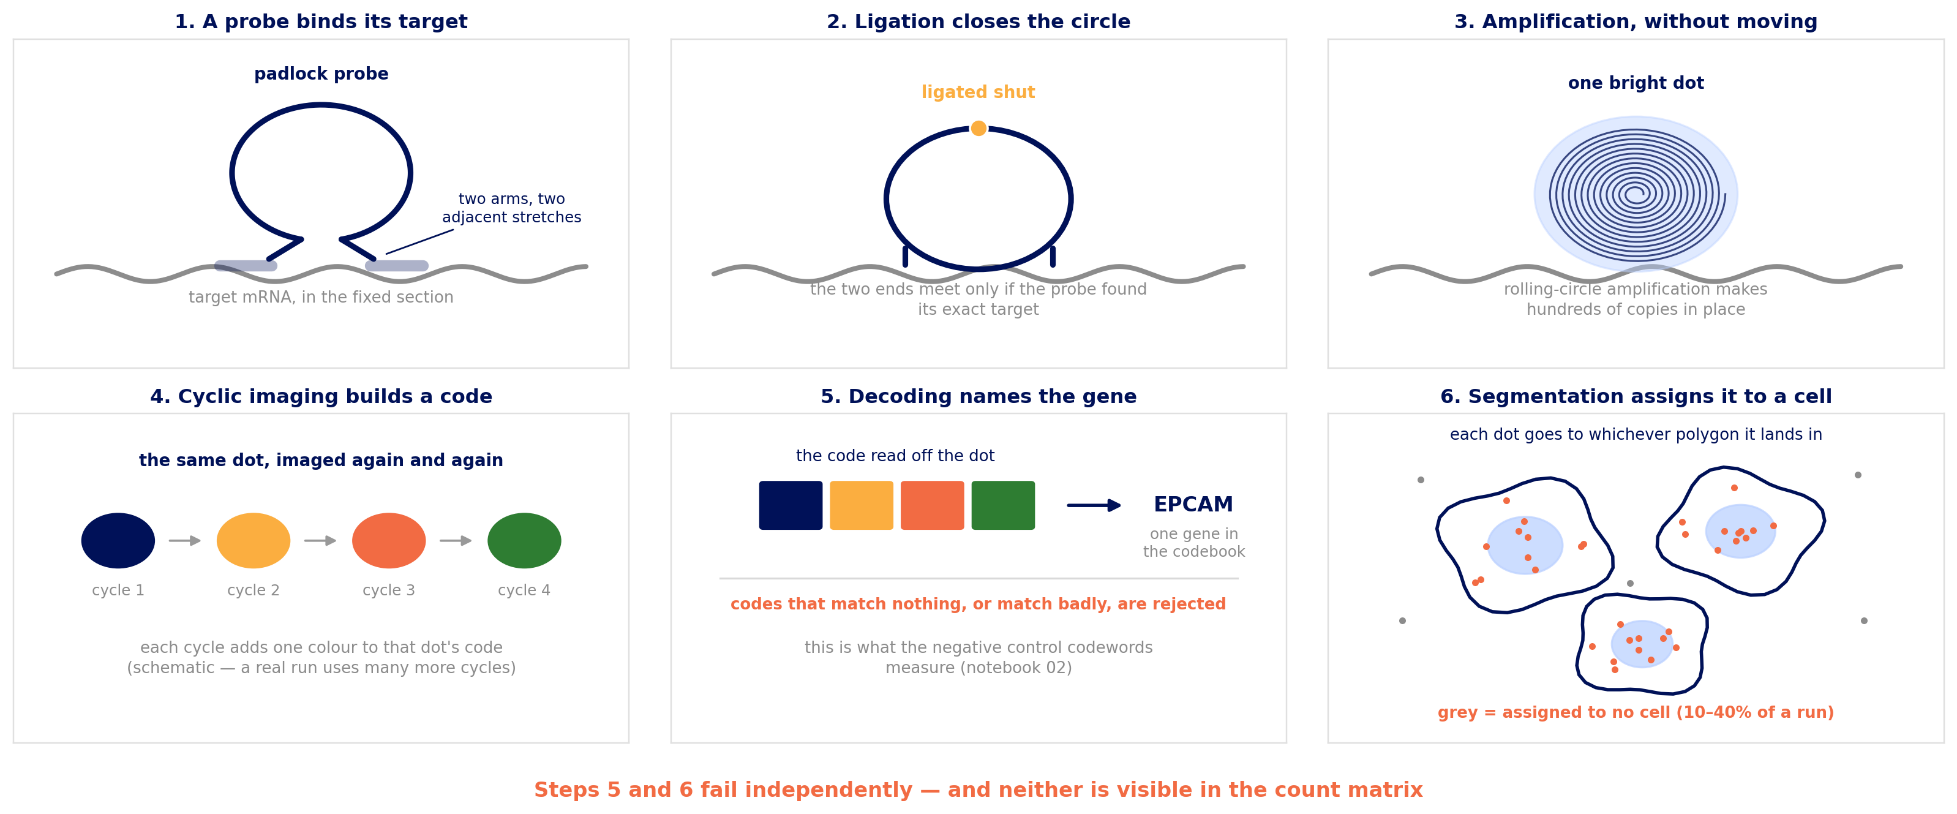 1. A probe binds its target
padlock probe
two arms, two
adjacent stretches
target mRNA, in the fixed section
2. Ligation closes the circle
ligated shut
the two ends meet only if the probe found
its exact target
3. Amplification, without moving
one bright dot
rolling-circle amplification makes
hundreds of copies in place
4. Cyclic imaging builds a code
the same dot, imaged again and again
cycle 1
cycle 2
cycle 3
cycle 4
each cycle adds one colour to that dot's code
(schematic — a real run uses many more cycles)
5. Decoding names the gene
the code read off the dot
EPCAM
one gene in
the codebook
codes that match nothing, or match badly, are rejected
this is what the negative control codewords
measure (notebook 02)
6. Segmentation assigns it to a cell
each dot goes to whichever polygon it lands in
grey = assigned to no cell (10–40% of a run)
Steps 5 and 6 fail independently — and neither is visible in the count matrix